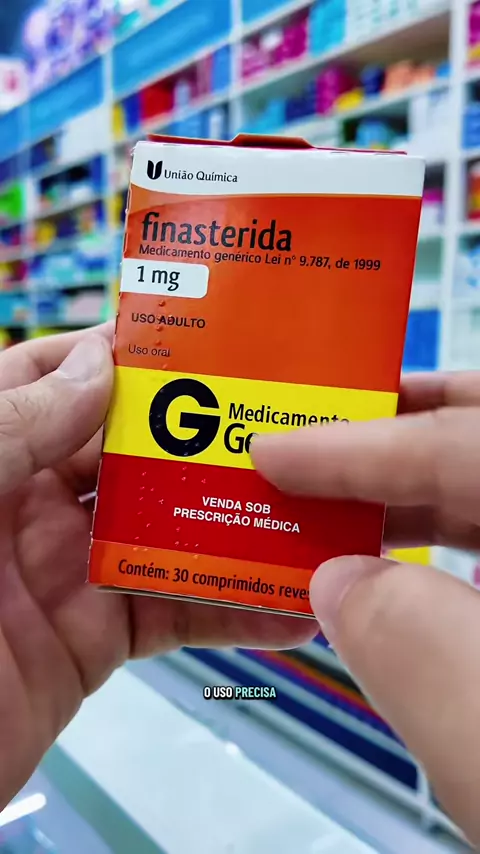 União Química
finasterida
Medicamento genérico Lei nº 9.787, de 1999
1 mg
USO ADULTO
Uso oral
G Medicamento
VENDA SOB
PRESCRIÇÃO MÉDICA
Contém: 30 comprimidos
O USO PRECISA